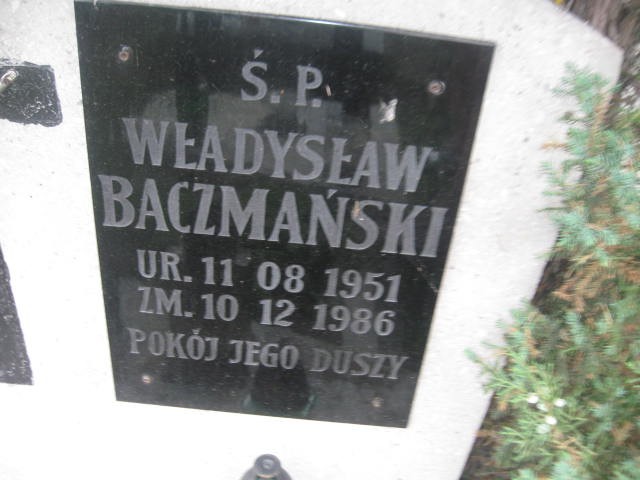 Ś. P.
WŁADYSŁAW
BACZMAŃSKI
UR. 11 08 1951
ZM. 10 12 1986
POKÓJ JEGO DUSZY